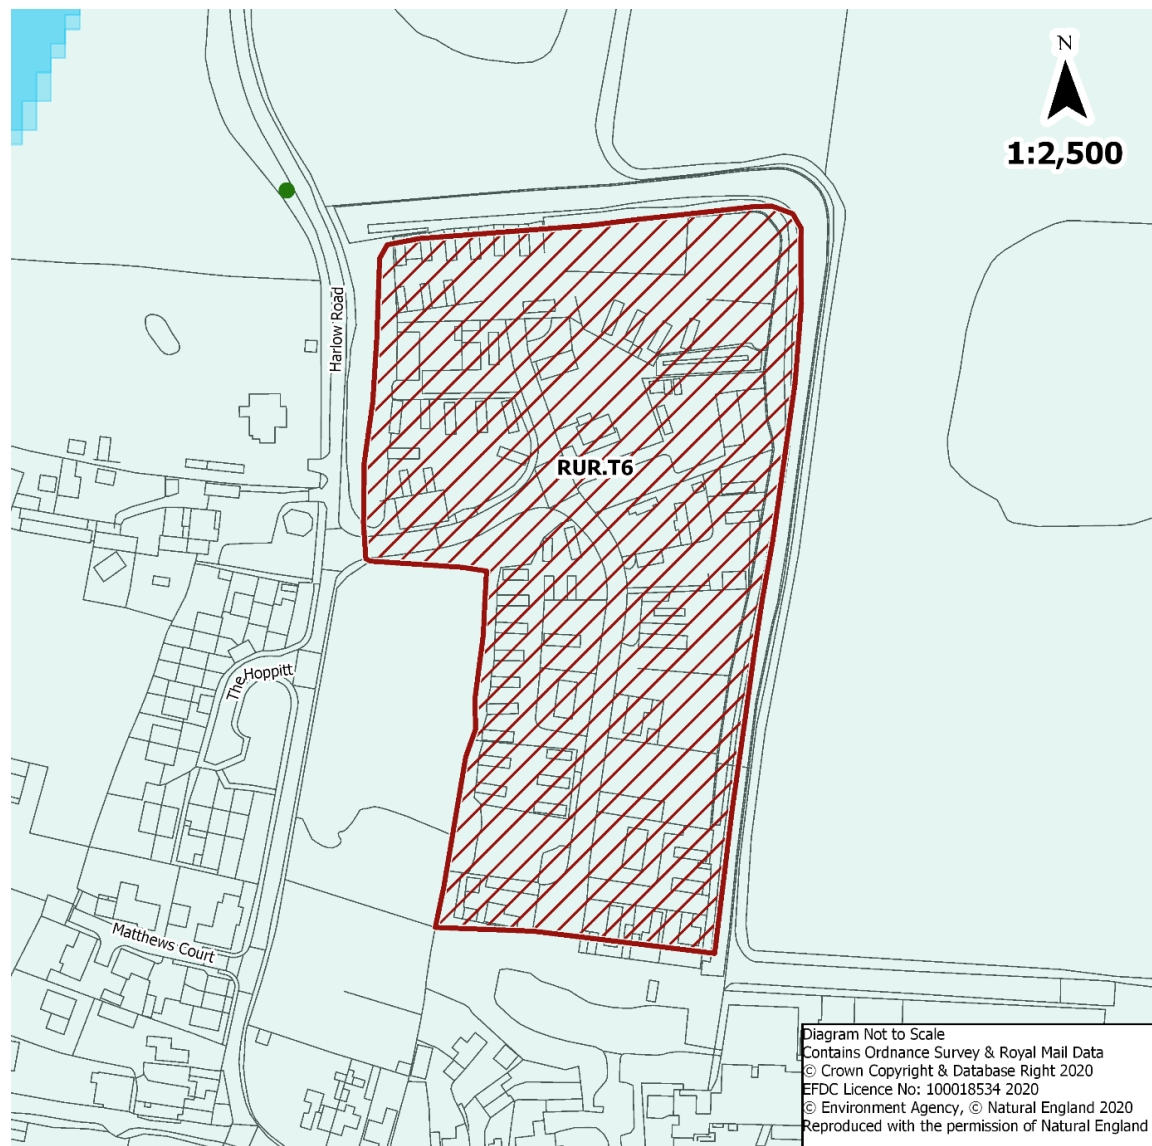 N
1:2,500
Harlow Road
RUR.T6
The Hoppitt
Matthews Court
Diagram Not to Scale
Contains Ordnance Survey & Royal Mail Data
© Crown Copyright & Database Right 2020
EFDC Licence No: 100018534 2020
© Environment Agency, © Natural England 2020
Reproduced with the permission of Natural England